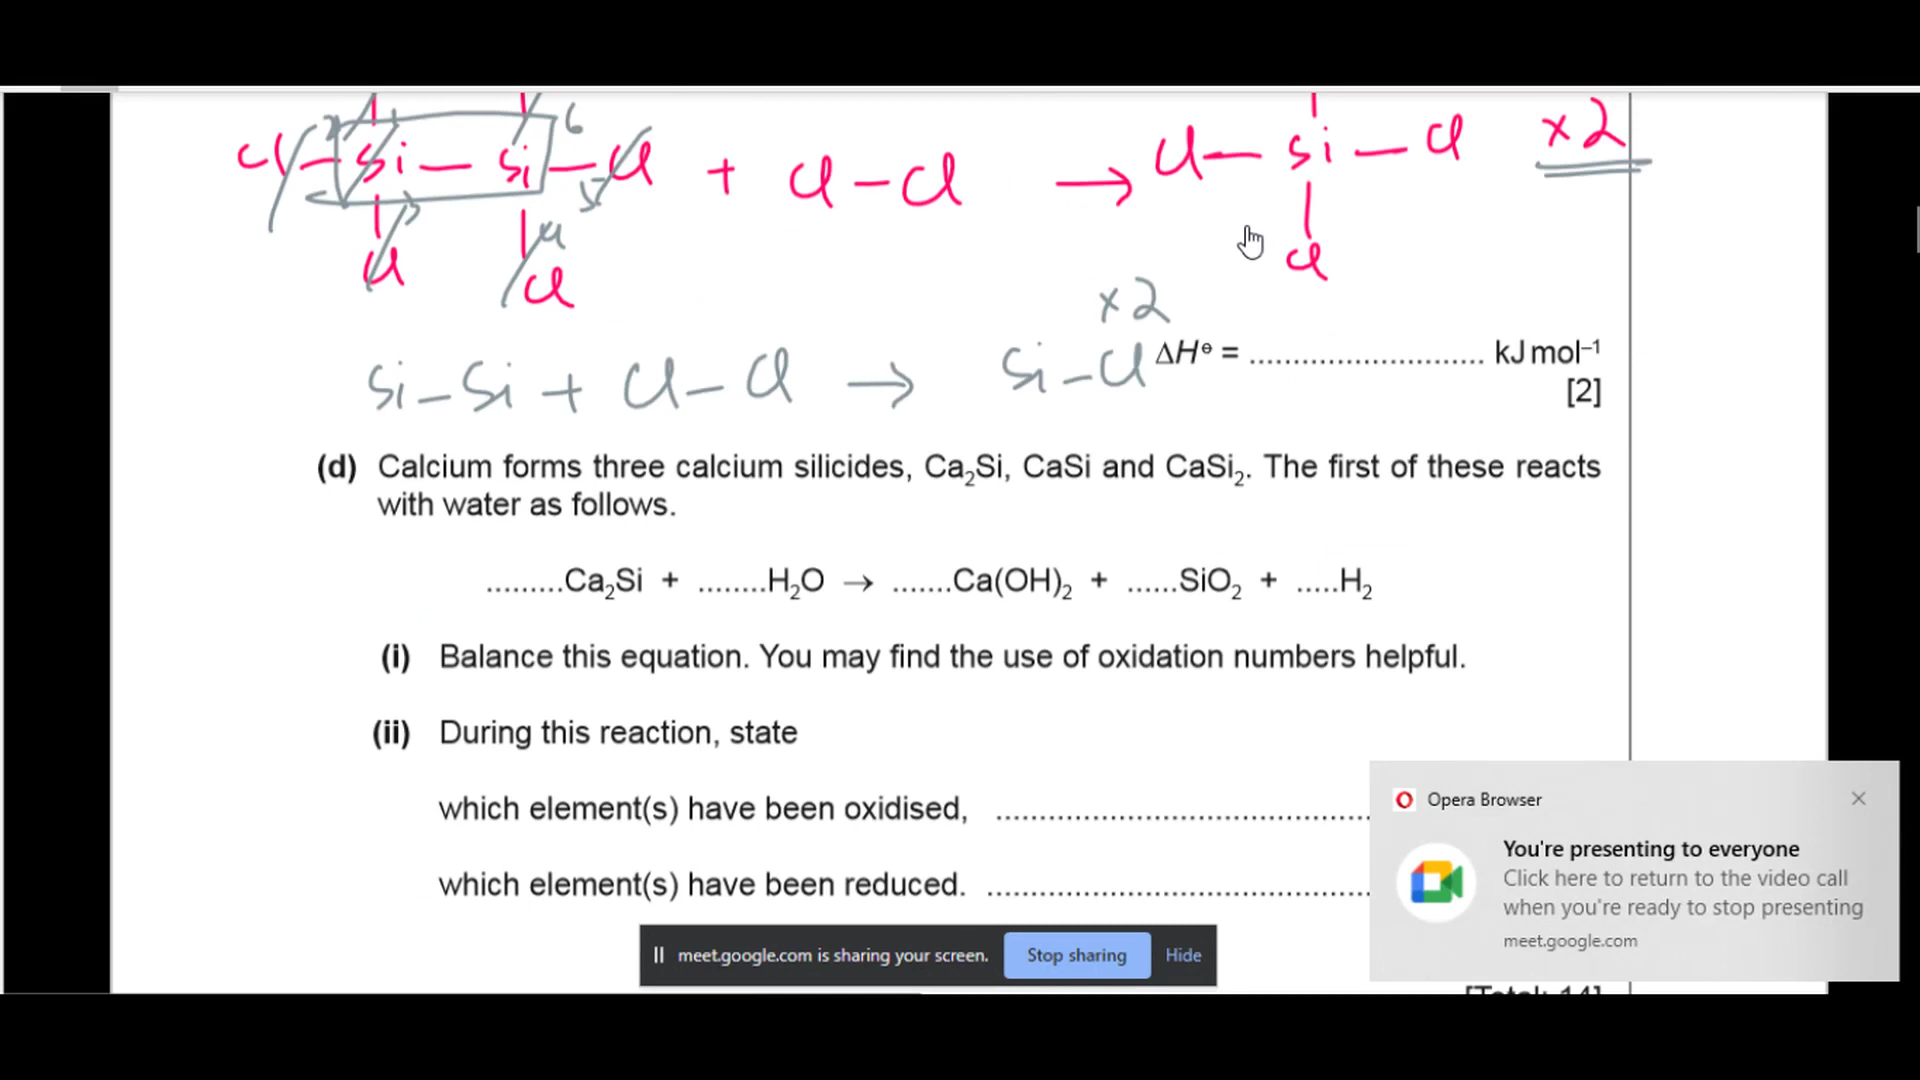 Cl – Si – Si – Cl + Cl – Cl → Cl – Si – Cl ×2
6
5
4
Cl Cl Cl
×2
Si – Si + Cl – Cl → Si – Cl
ΔH⦵ = .......................... kJ mol⁻¹
[2]
(d) Calcium forms three calcium silicides, Ca₂Si, CaSi and CaSi₂. The first of these reacts
with water as follows.
.........Ca₂Si + ........H₂O → .......Ca(OH)₂ + ......SiO₂ + .....H₂
(i) Balance this equation. You may find the use of oxidation numbers helpful.
(ii) During this reaction, state
which element(s) have been oxidised, ..........................................
which element(s) have been reduced. ..........................................
Opera Browser
You're presenting to everyone
Click here to return to the video call
when you're ready to stop presenting
meet.google.com
meet.google.com is sharing your screen. Stop sharing Hide
[Total: 14]